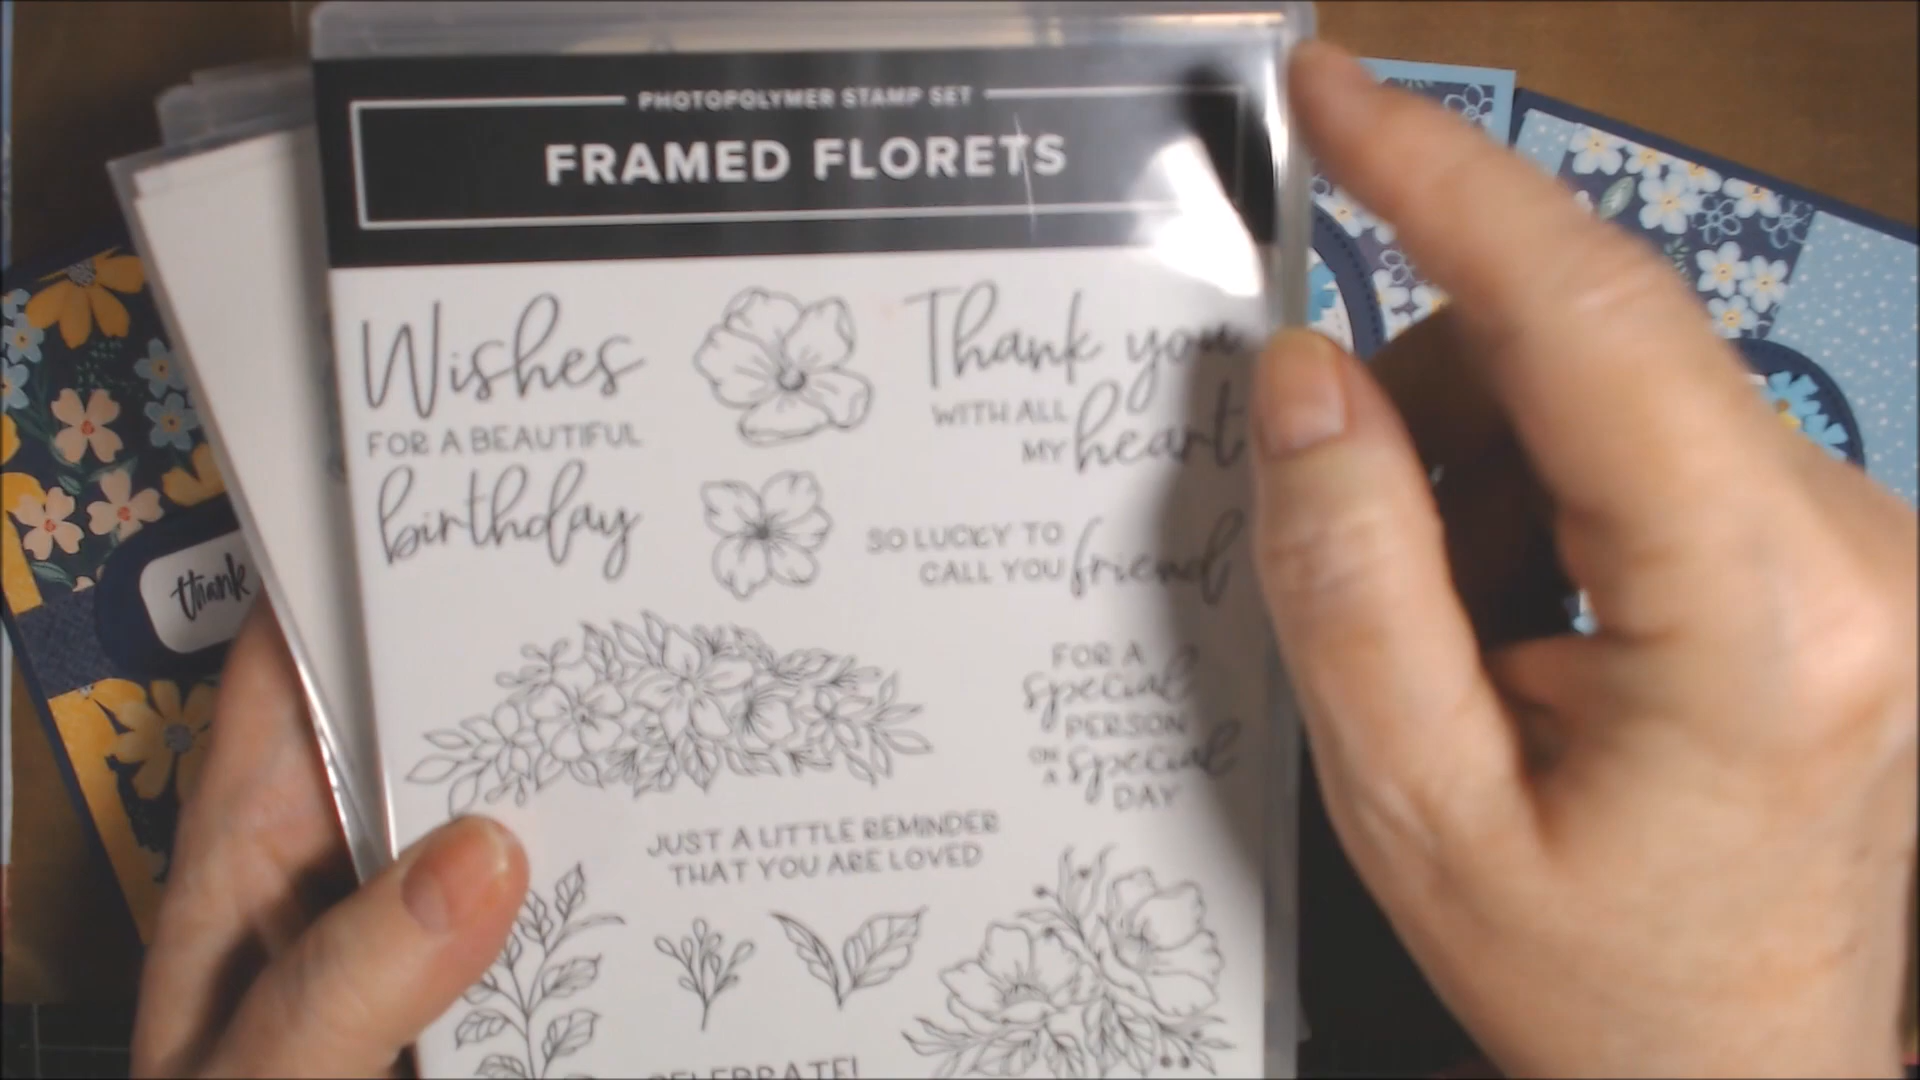 PHOTOPOLYMER STAMP SET
FRAMED FLORETS
Wishes
FOR A BEAUTIFUL
birthday
Thank you
WITH ALL
MY heart
SO LUCKY TO
CALL YOU friend
FOR A
special
PERSON
ON A special
DAY
JUST A LITTLE REMINDER
THAT YOU ARE LOVED
CELEBRATE!
thank